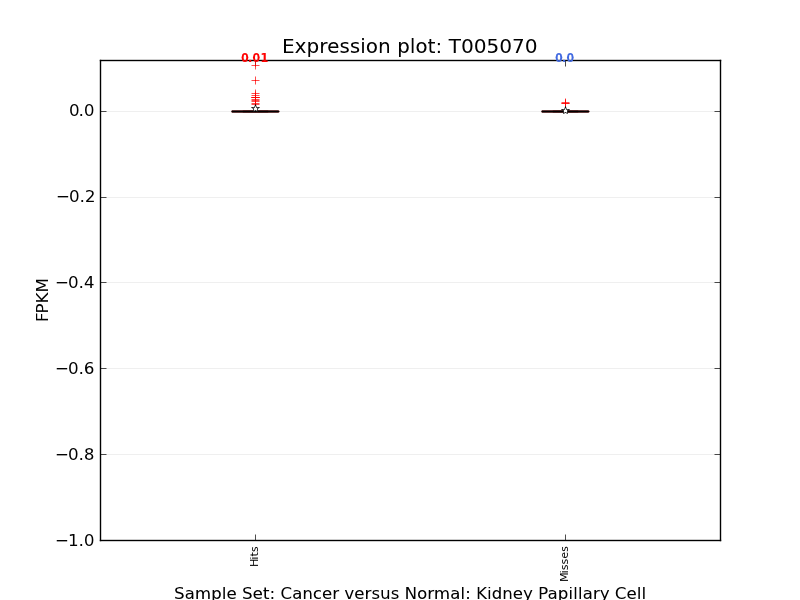 Expression plot: T005070
0.01
0.0
0.0
−0.2
−0.4
−0.6
−0.8
−1.0
FPKM
Hits
Misses
Sample Set: Cancer versus Normal: Kidney Papillary Cell